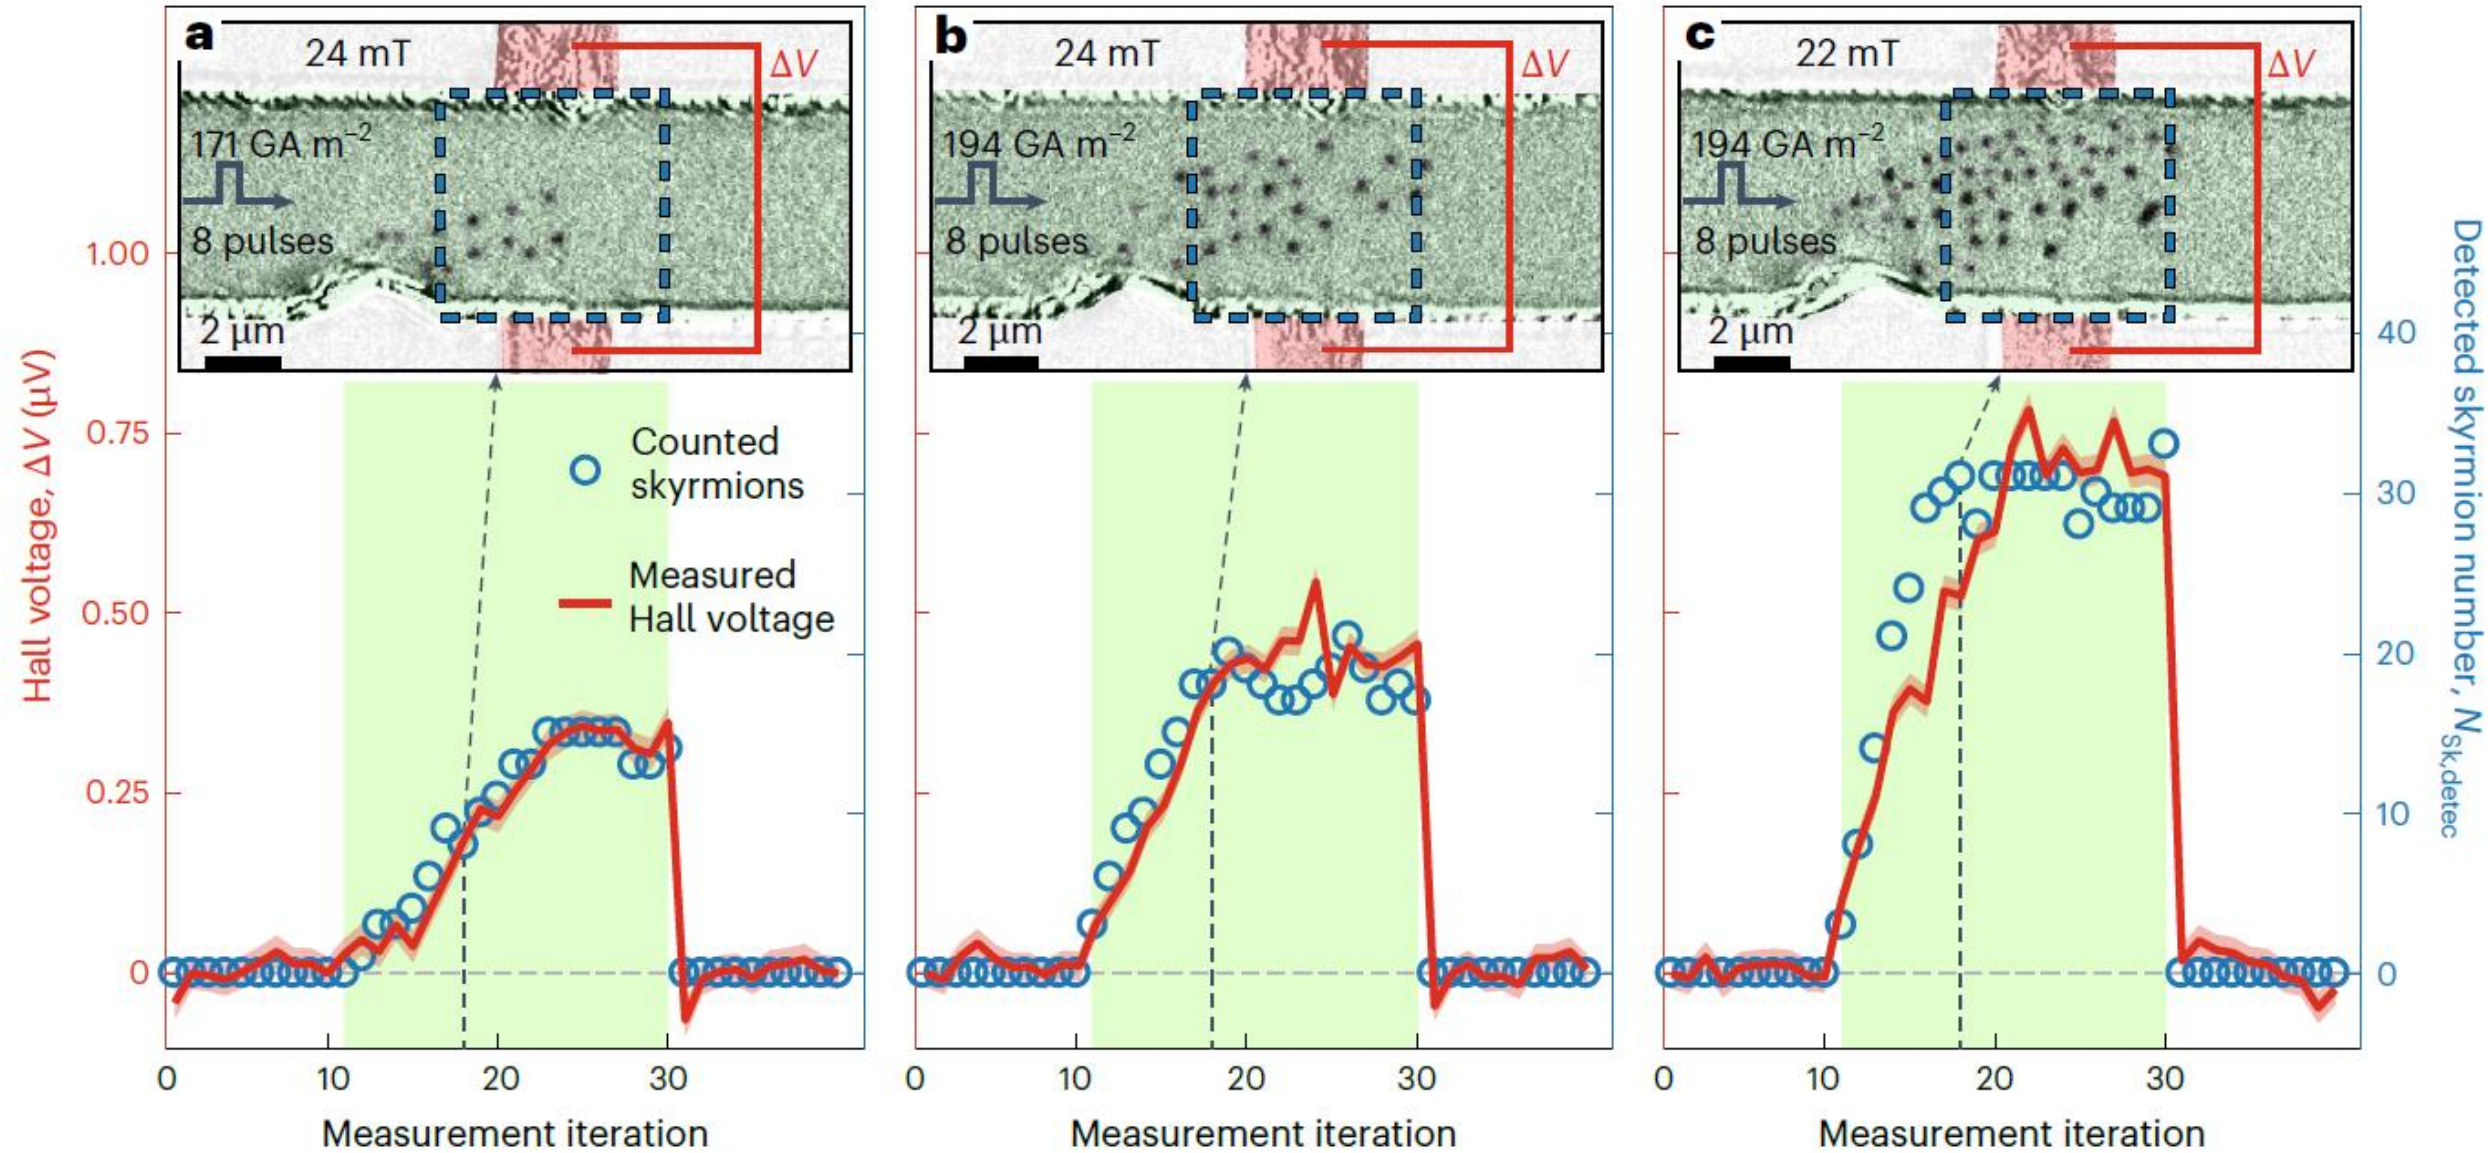 a
24 mT
ΔV
171 GA m⁻²
8 pulses
2 μm
b
24 mT
ΔV
194 GA m⁻²
8 pulses
2 μm
c
22 mT
ΔV
194 GA m⁻²
8 pulses
2 μm
Hall voltage, ΔV (μV)
1.00
0.75
0.50
0.25
0
Counted
skyrmions
Measured
Hall voltage
40
30
20
10
0
Detected skyrmion number, N_Sk,detec
0 10 20 30
Measurement iteration
0 10 20 30
Measurement iteration
0 10 20 30
Measurement iteration